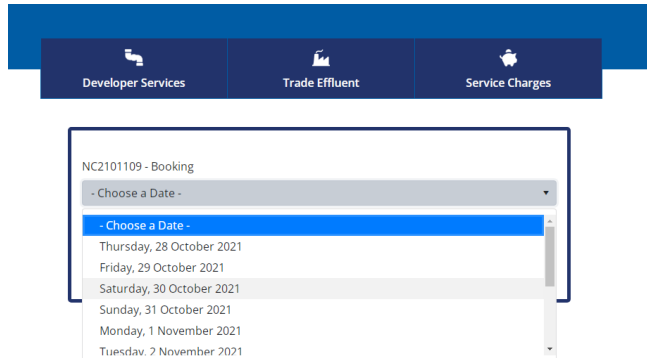 Developer Services
Trade Effluent
Service Charges
NC2101109 - Booking
- Choose a Date -
- Choose a Date -
Thursday, 28 October 2021
Friday, 29 October 2021
Saturday, 30 October 2021
Sunday, 31 October 2021
Monday, 1 November 2021
Tuesday, 2 November 2021